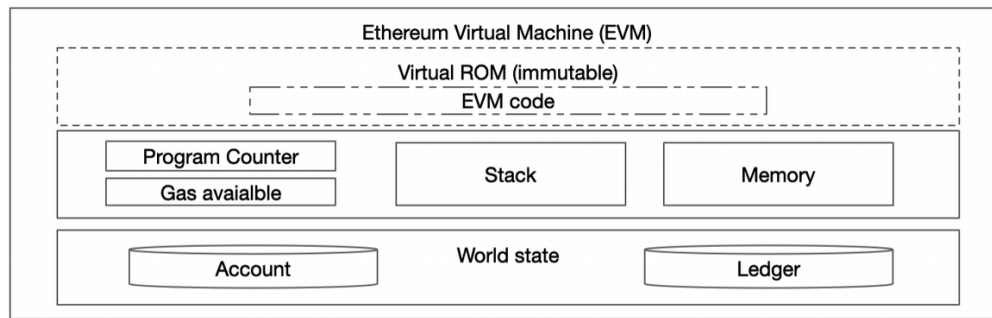 Ethereum Virtual Machine (EVM)
Virtual ROM (immutable)
EVM code
Program Counter
Gas avaialble
Stack
Memory
World state
Account
Ledger